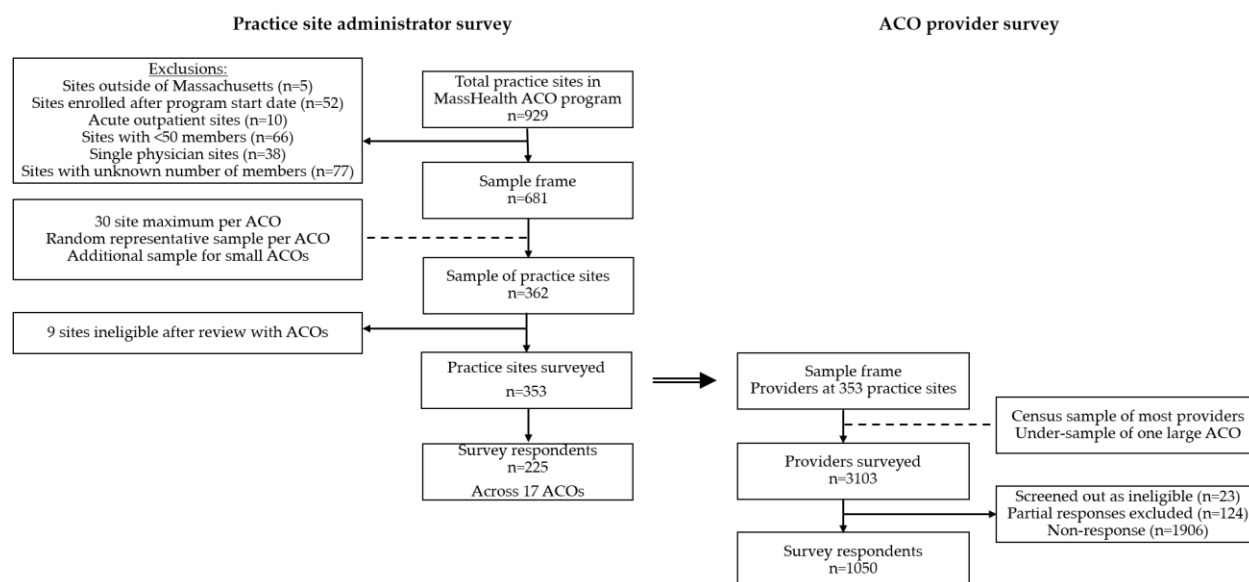 Practice site administrator survey
ACO provider survey
Exclusions:
Sites outside of Massachusetts (n=5)
Sites enrolled after program start date (n=52)
Acute outpatient sites (n=10)
Sites with <50 members (n=66)
Single physician sites (n=38)
Sites with unknown number of members (n=77)
Total practice sites in
MassHealth ACO program
n=929
Sample frame
n=681
30 site maximum per ACO
Random representative sample per ACO
Additional sample for small ACOs
Sample of practice sites
n=362
9 sites ineligible after review with ACOs
Practice sites surveyed
n=353
Survey respondents
n=225
Across 17 ACOs
Sample frame
Providers at 353 practice sites
Census sample of most providers
Under-sample of one large ACO
Providers surveyed
n=3103
Screened out as ineligible (n=23)
Partial responses excluded (n=124)
Non-response (n=1906)
Survey respondents
n=1050